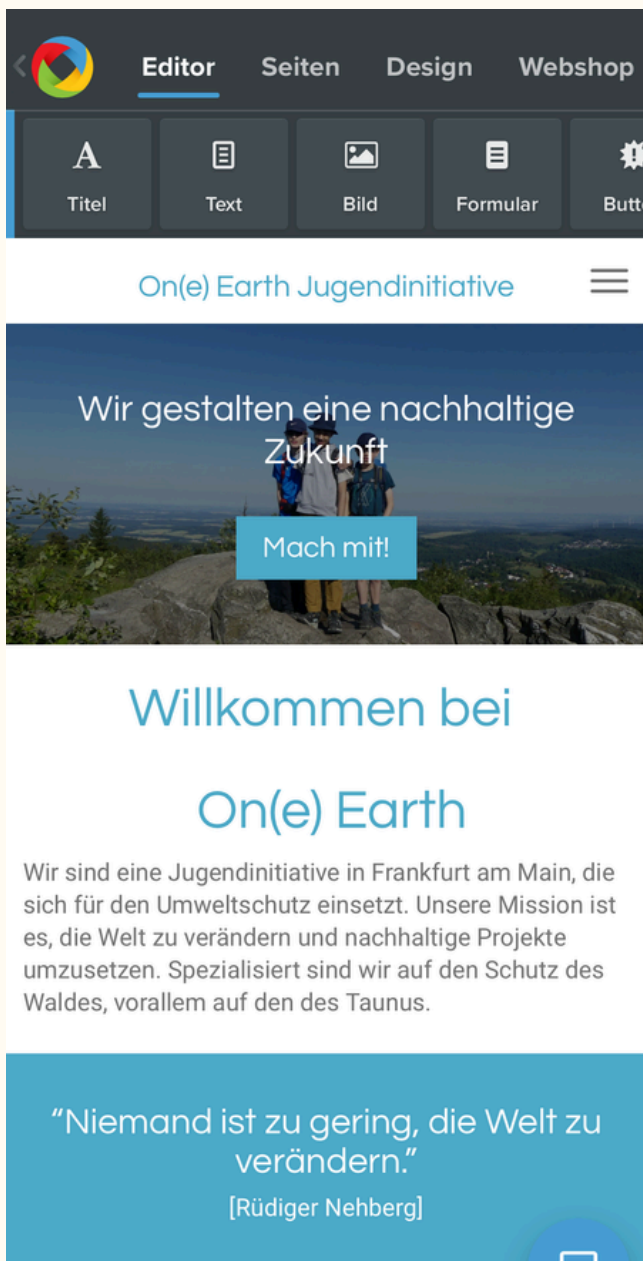 Editor Seiten Design Webshop
Titel Text Bild Formular
On(e) Earth Jugendinitiative
Wir gestalten eine nachhaltige
Zukunft
Mach mit!
Willkommen bei
On(e) Earth
Wir sind eine Jugendinitiative in Frankfurt am Main, die
sich für den Umweltschutz einsetzt. Unsere Mission ist
es, die Welt zu verändern und nachhaltige Projekte
umzusetzen. Spezialisiert sind wir auf den Schutz des
Waldes, vorallem auf den des Taunus.
“Niemand ist zu gering, die Welt zu
verändern.”
[Rüdiger Nehberg]